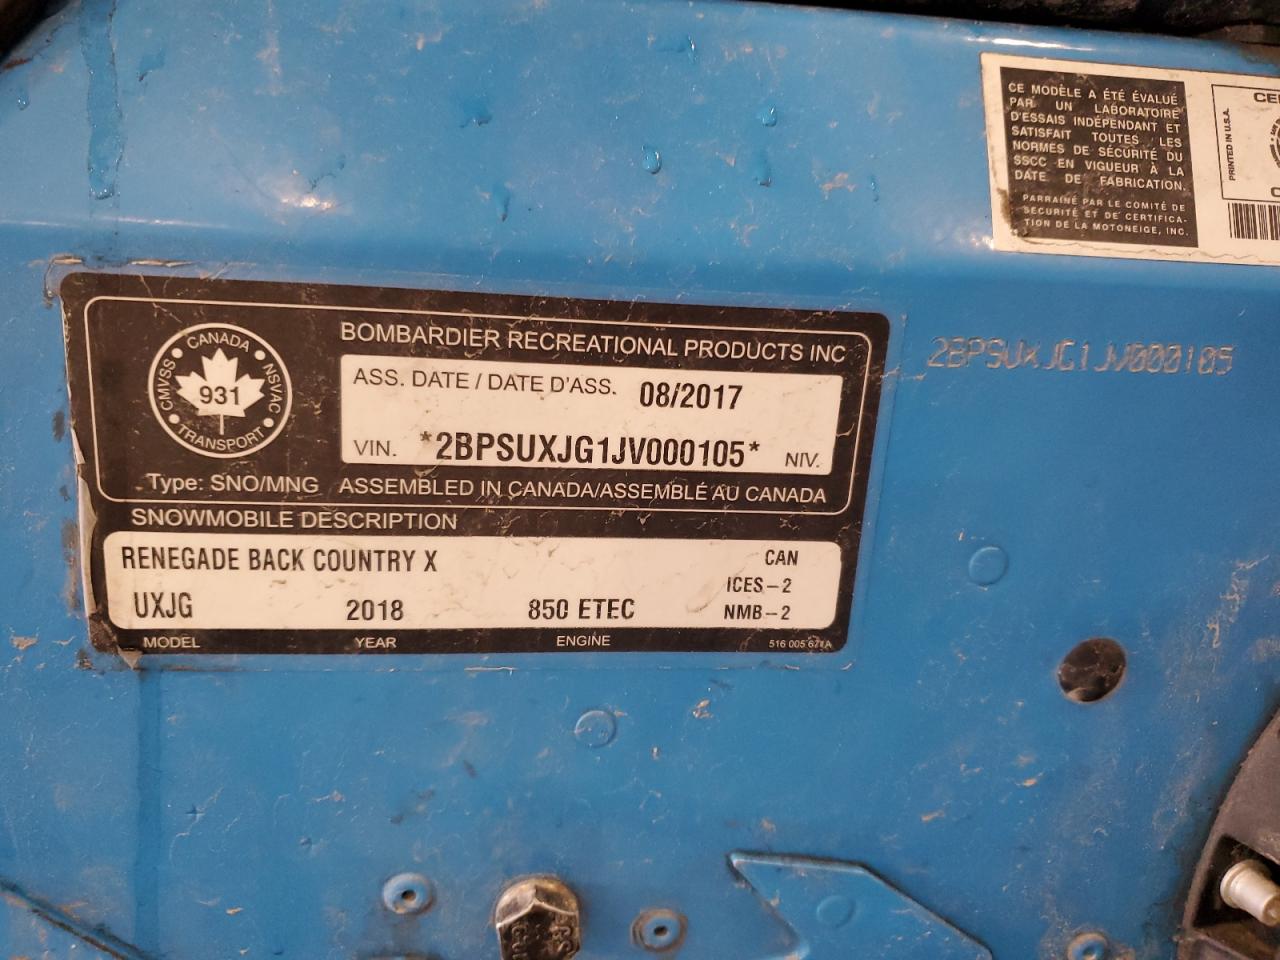 CE MODÈLE A ÉTÉ ÉVALUÉ
PAR UN LABORATOIRE
D'ESSAIS INDÉPENDANT ET
SATISFAIT TOUTES LES
NORMES DE SÉCURITÉ DU
SSCC EN VIGUEUR À LA
DATE DE FABRICATION.
PARRAINÉ PAR LE COMITÉ DE
SÉCURITÉ ET DE CERTIFICA-
TION DE LA MOTONEIGE, INC.
PRINTED IN U.S.A.
CANADA
CMVSS
NSVAC
931
TRANSPORT
BOMBARDIER RECREATIONAL PRODUCTS INC
ASS. DATE / DATE D'ASS. 08/2017
VIN. *2BPSUXJG1JV000105* NIV.
Type: SNO/MNG ASSEMBLED IN CANADA/ASSEMBLÉ AU CANADA
SNOWMOBILE DESCRIPTION
RENEGADE BACK COUNTRY X CAN
ICES-2
UXJG 2018 850 ETEC NMB-2
MODEL YEAR ENGINE
2BPSUXJG1JV000105